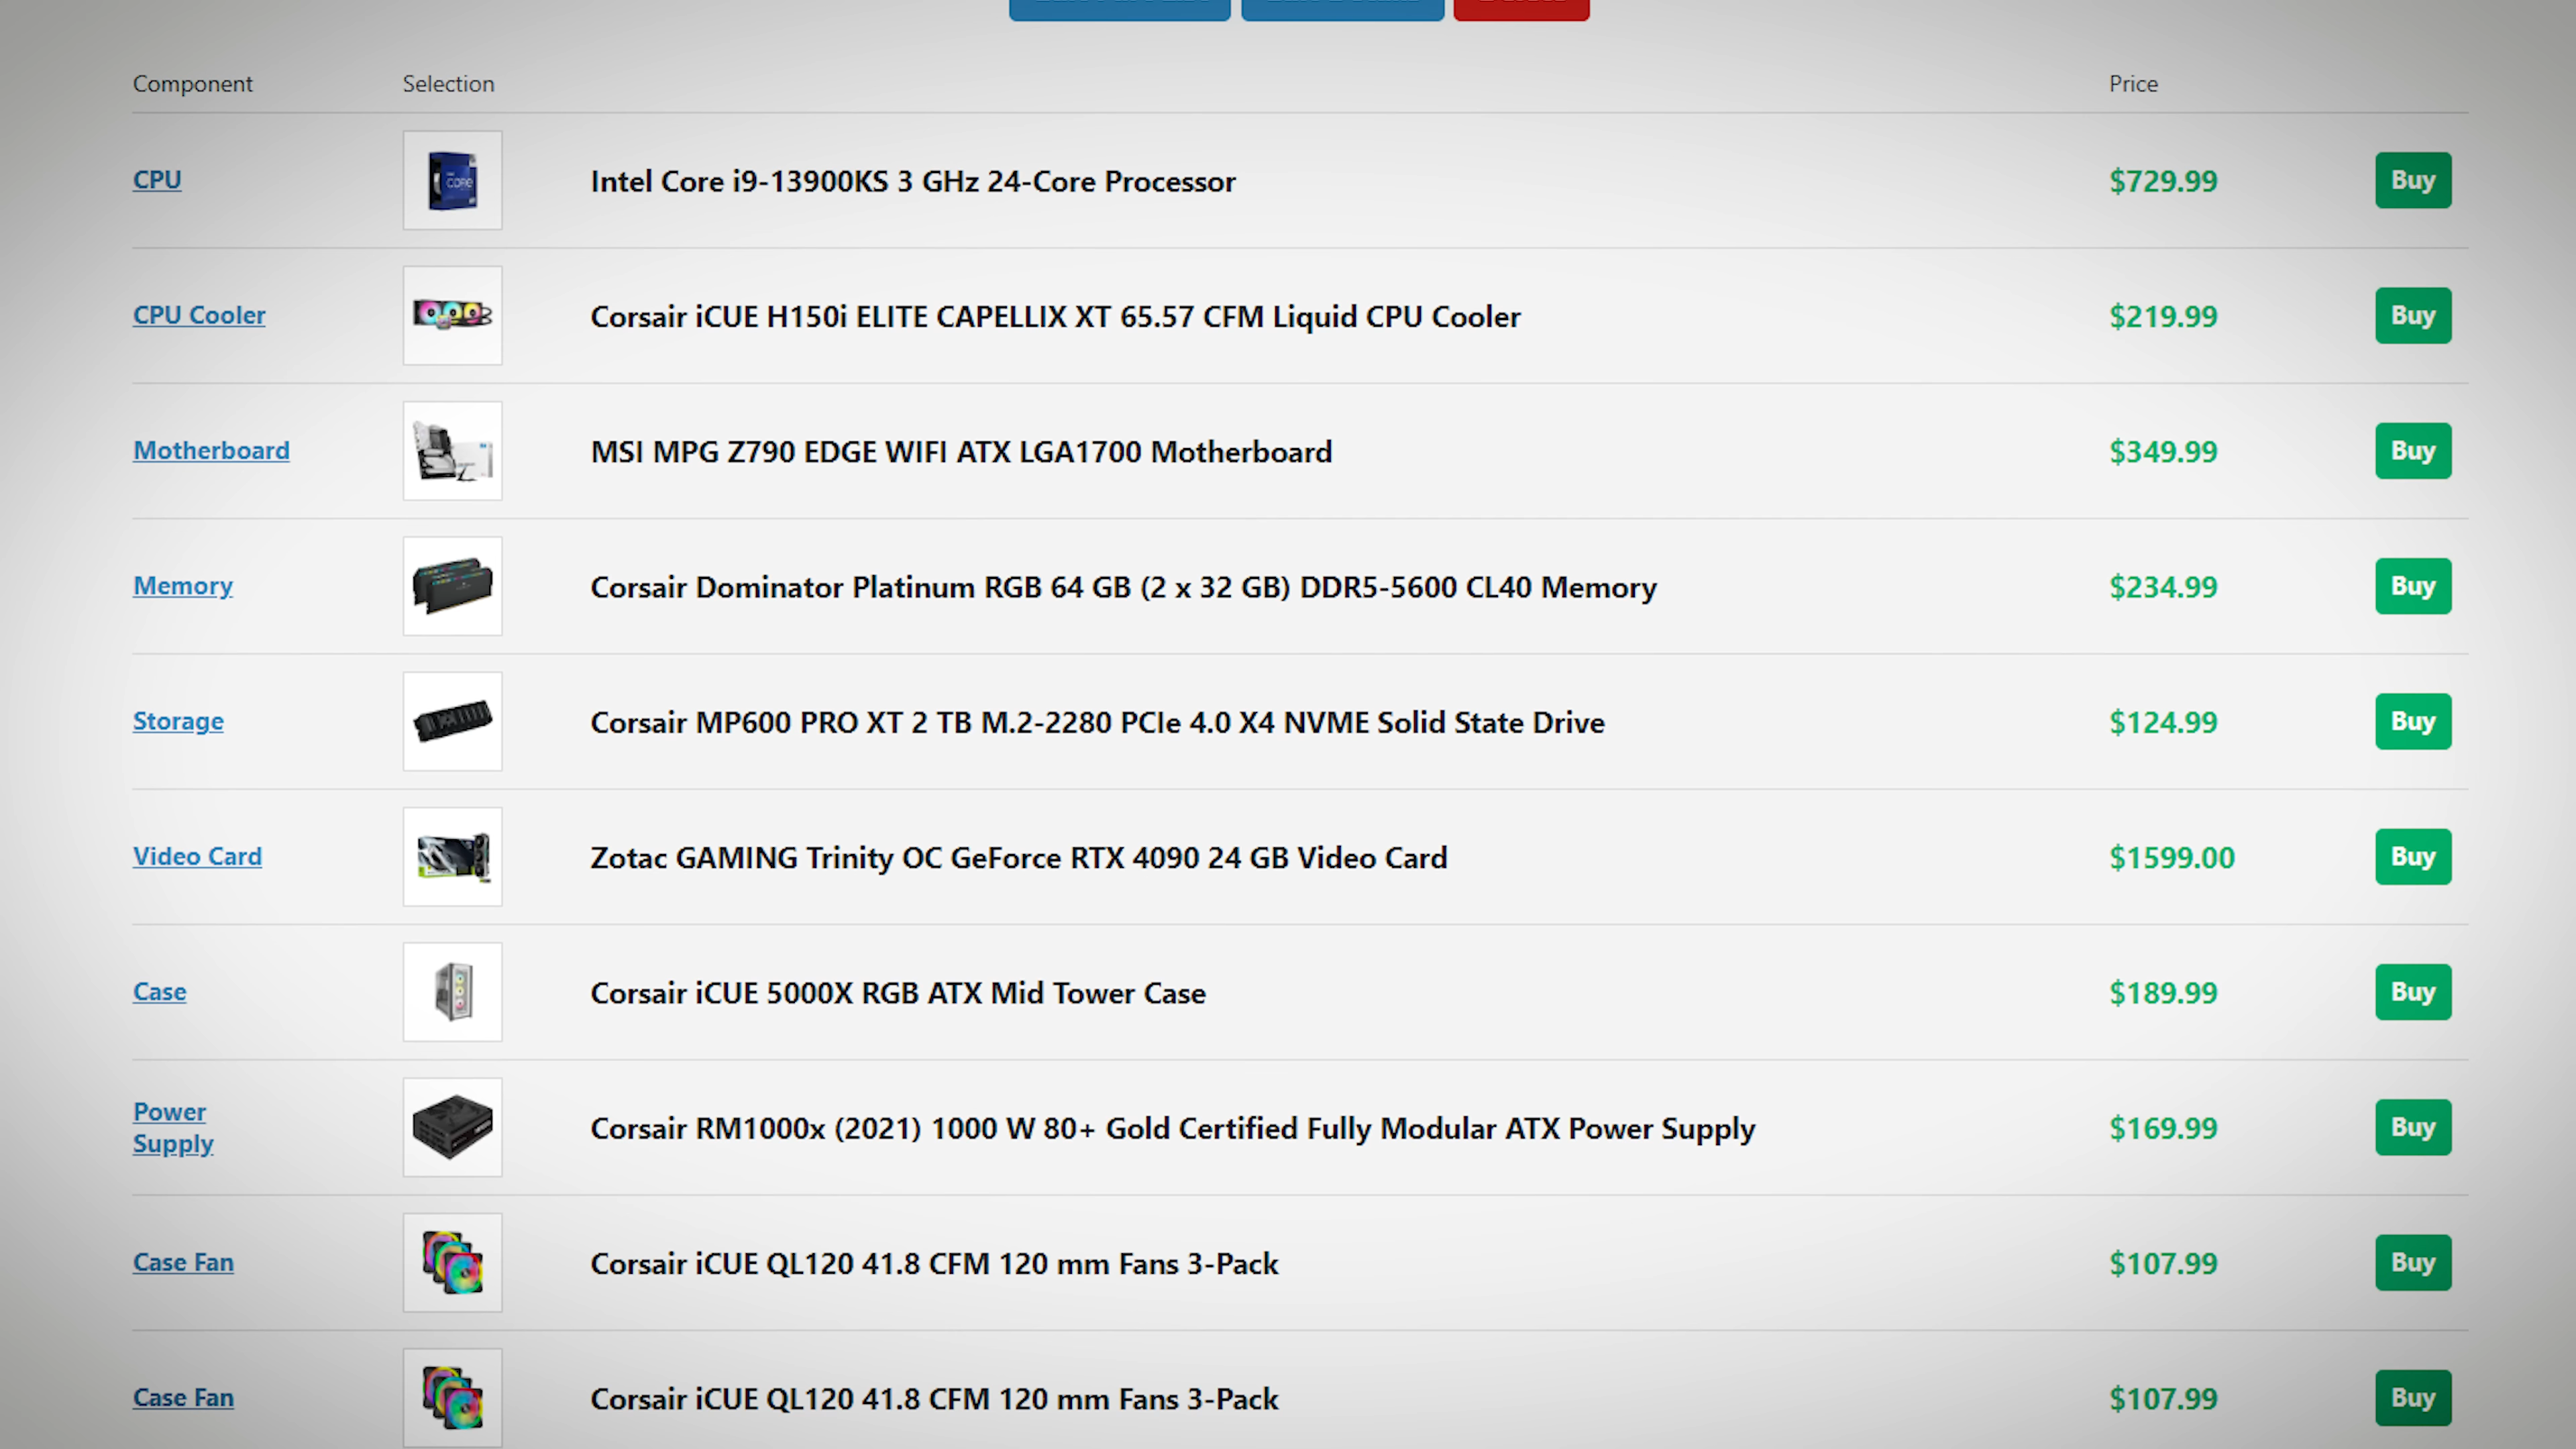 Component Selection Price
CPU Intel Core i9-13900KS 3 GHz 24-Core Processor $729.99 Buy
CPU Cooler Corsair iCUE H150i ELITE CAPELLIX XT 65.57 CFM Liquid CPU Cooler $219.99 Buy
Motherboard MSI MPG Z790 EDGE WIFI ATX LGA1700 Motherboard $349.99 Buy
Memory Corsair Dominator Platinum RGB 64 GB (2 x 32 GB) DDR5-5600 CL40 Memory $234.99 Buy
Storage Corsair MP600 PRO XT 2 TB M.2-2280 PCIe 4.0 X4 NVME Solid State Drive $124.99 Buy
Video Card Zotac GAMING Trinity OC GeForce RTX 4090 24 GB Video Card $1599.00 Buy
Case Corsair iCUE 5000X RGB ATX Mid Tower Case $189.99 Buy
Power
Supply Corsair RM1000x (2021) 1000 W 80+ Gold Certified Fully Modular ATX Power Supply $169.99 Buy
Case Fan Corsair iCUE QL120 41.8 CFM 120 mm Fans 3-Pack $107.99 Buy
Case Fan Corsair iCUE QL120 41.8 CFM 120 mm Fans 3-Pack $107.99 Buy